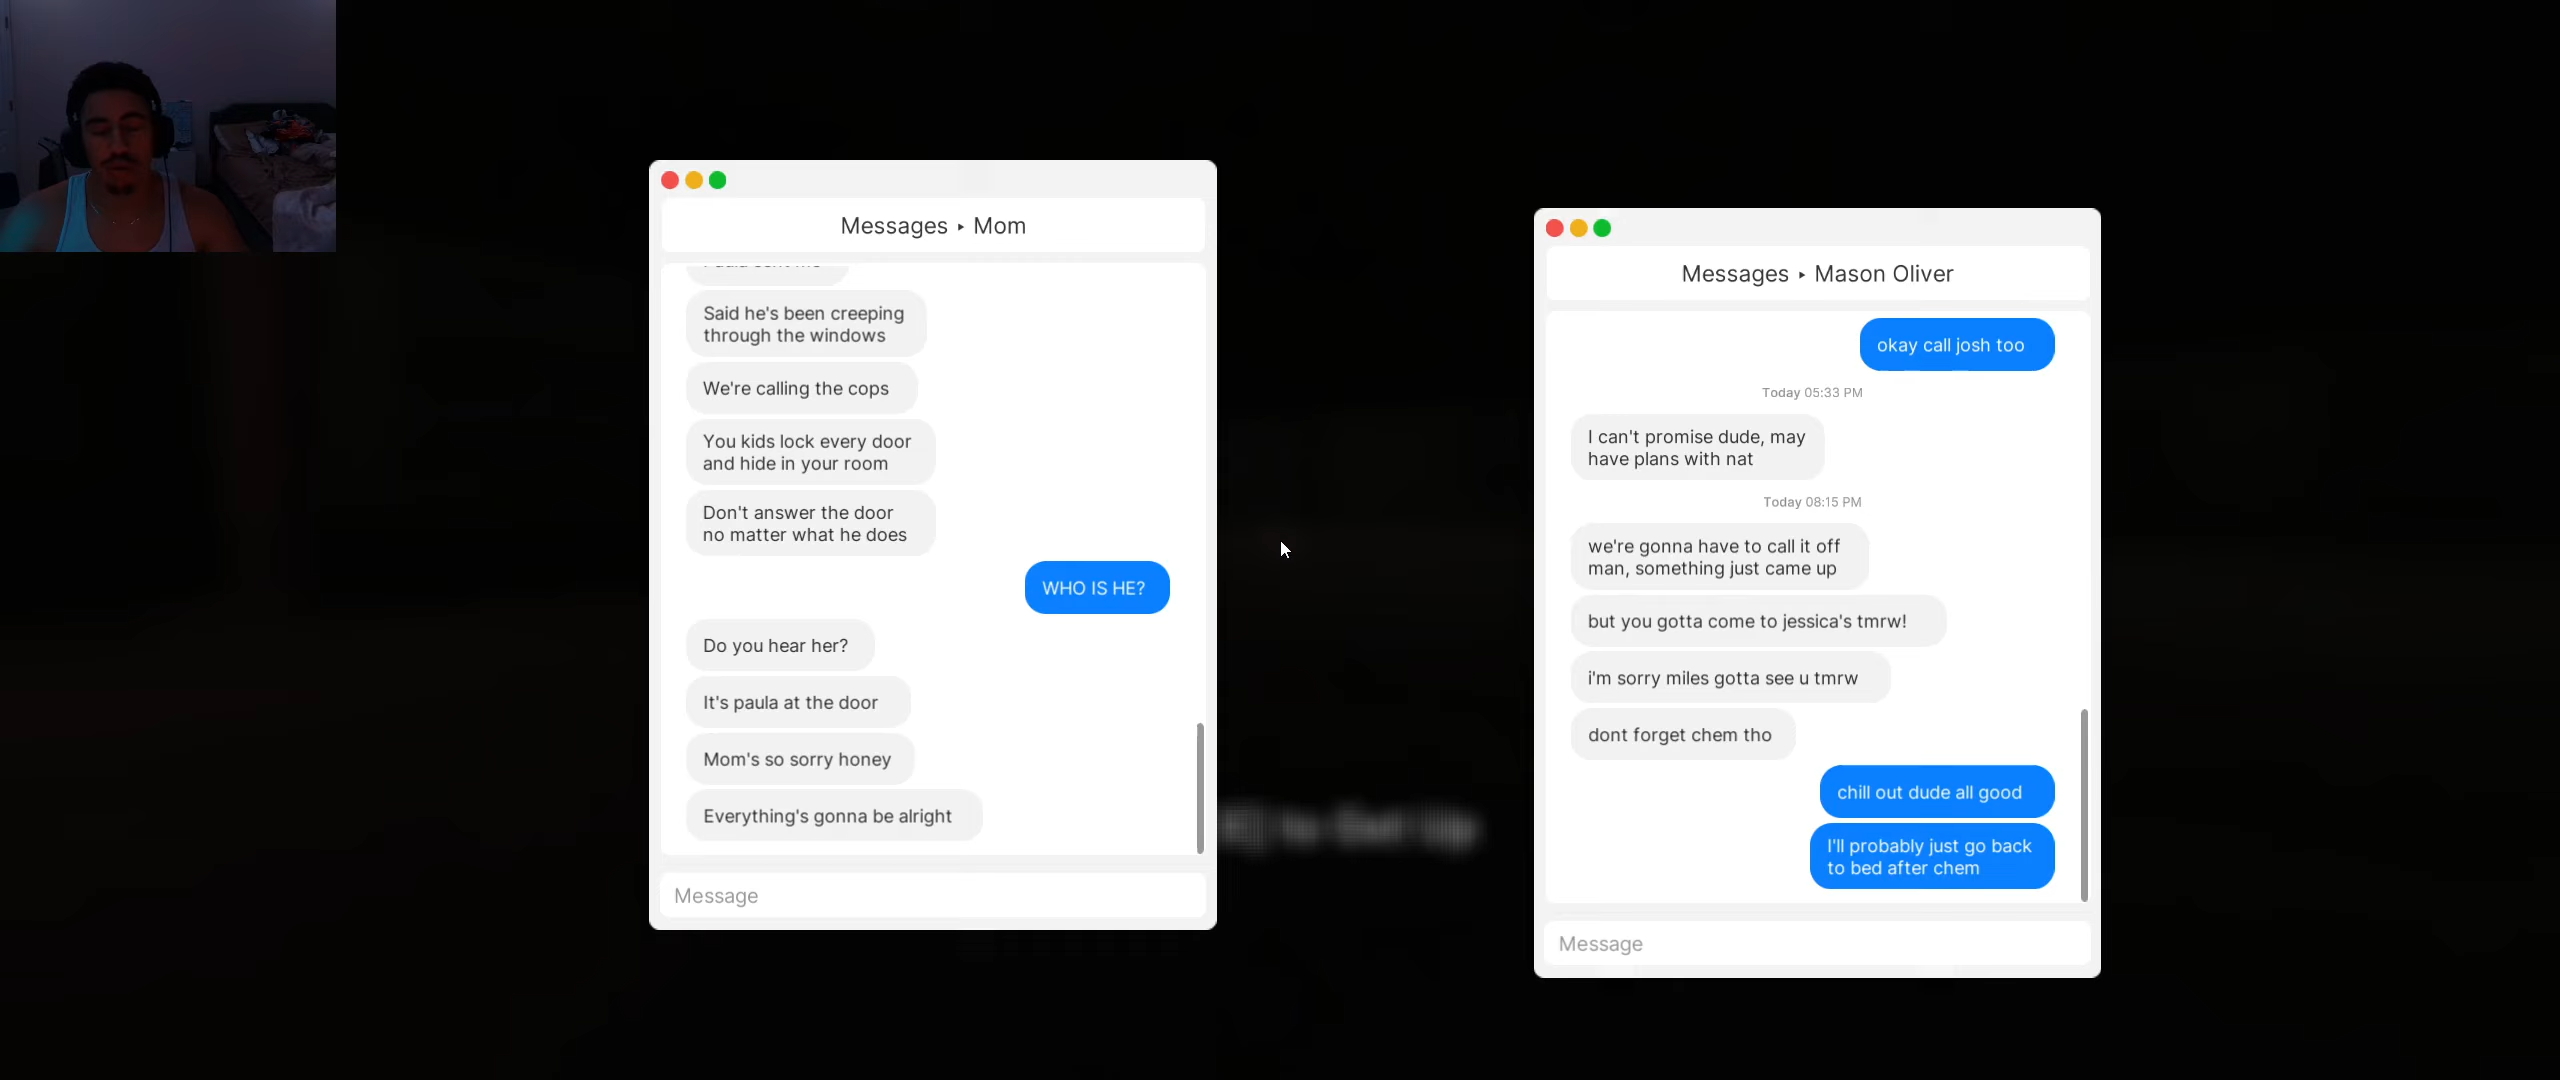 Messages ‣ Mom
Said he's been creeping
through the windows
We're calling the cops
You kids lock every door
and hide in your room
Don't answer the door
no matter what he does
WHO IS HE?
Do you hear her?
It's paula at the door
Mom's so sorry honey
Everything's gonna be alright
Message
Messages ‣ Mason Oliver
okay call josh too
Today 05:33 PM
I can't promise dude, may
have plans with nat
Today 08:15 PM
we're gonna have to call it off
man, something just came up
but you gotta come to jessica's tmrw!
i'm sorry miles gotta see u tmrw
dont forget chem tho
chill out dude all good
I'll probably just go back
to bed after chem
Message
to Get Up